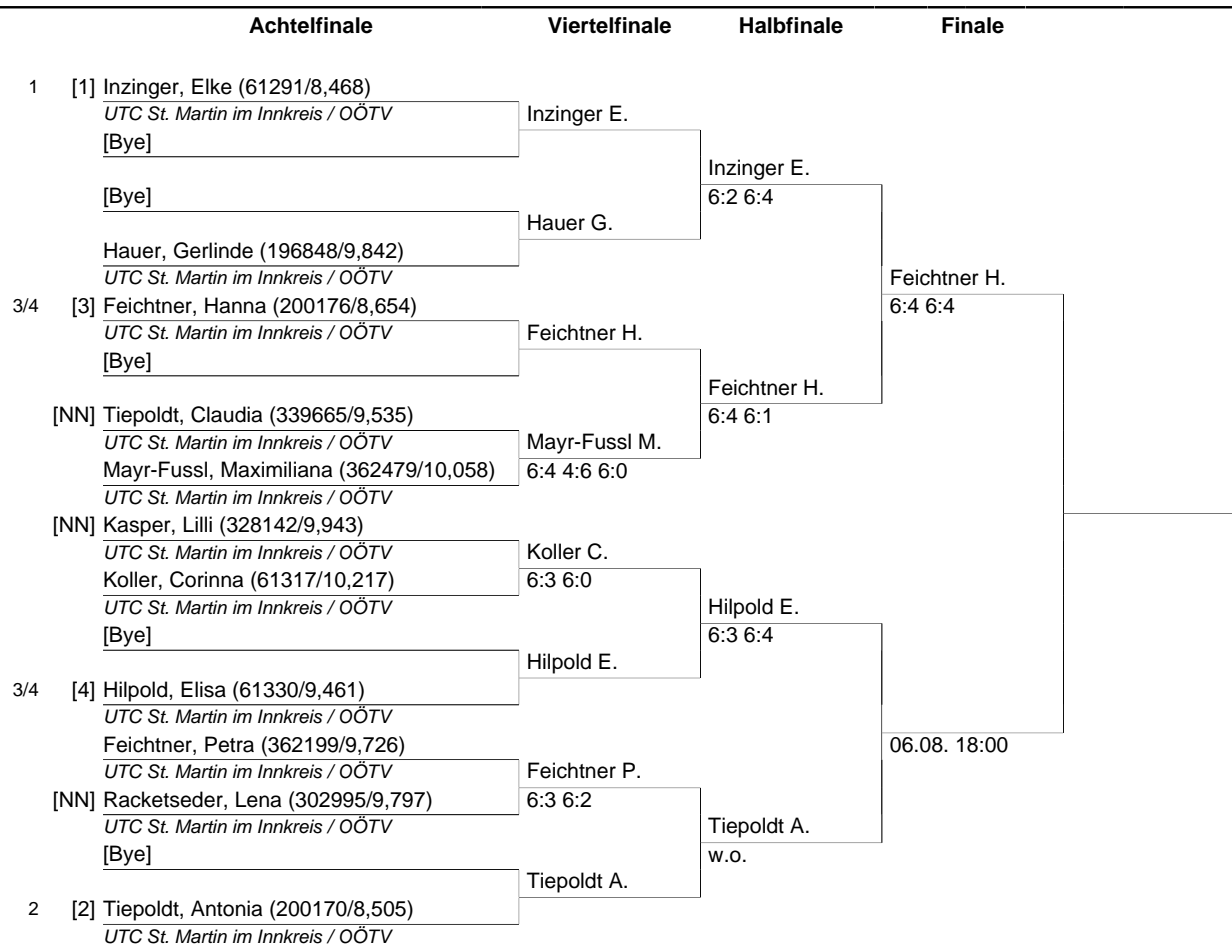 Achtelfinale Viertelfinale Halbfinale Finale
1 [1] Inzinger, Elke (61291/8,468)
UTC St. Martin im Innkreis / OÖTV Inzinger E.
[Bye]
Inzinger E.
[Bye] 6:2 6:4
Hauer G.
Hauer, Gerlinde (196848/9,842)
UTC St. Martin im Innkreis / OÖTV Feichtner H.
3/4 [3] Feichtner, Hanna (200176/8,654) 6:4 6:4
UTC St. Martin im Innkreis / OÖTV Feichtner H.
[Bye]
Feichtner H.
[NN] Tiepoldt, Claudia (339665/9,535) 6:4 6:1
UTC St. Martin im Innkreis / OÖTV Mayr-Fussl M.
Mayr-Fussl, Maximiliana (362479/10,058) 6:4 4:6 6:0
UTC St. Martin im Innkreis / OÖTV
[NN] Kasper, Lilli (328142/9,943)
UTC St. Martin im Innkreis / OÖTV Koller C.
Koller, Corinna (61317/10,217) 6:3 6:0
UTC St. Martin im Innkreis / OÖTV Hilpold E.
[Bye] 6:3 6:4
Hilpold E.
3/4 [4] Hilpold, Elisa (61330/9,461)
UTC St. Martin im Innkreis / OÖTV
Feichtner, Petra (362199/9,726) 06.08. 18:00
UTC St. Martin im Innkreis / OÖTV Feichtner P.
[NN] Racketseder, Lena (302995/9,797) 6:3 6:2
UTC St. Martin im Innkreis / OÖTV Tiepoldt A.
[Bye] w.o.
Tiepoldt A.
2 [2] Tiepoldt, Antonia (200170/8,505)
UTC St. Martin im Innkreis / OÖTV